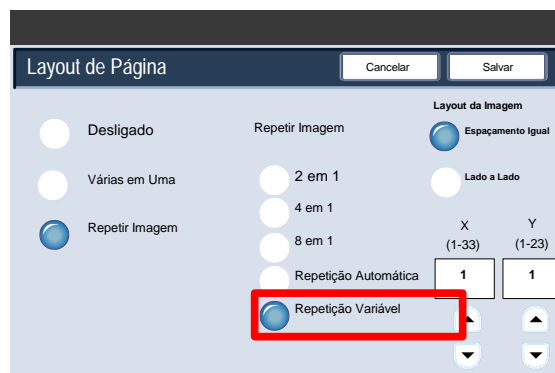 Layout de Página
Cancelar
Salvar
Desligado
Várias em Uma
Repetir Imagem
Repetir Imagem
2 em 1
4 em 1
8 em 1
Repetição Automática
Repetição Variável
Layout da Imagem
Espaçamento Igual
Lado a Lado
X Y
(1-33) (1-23)
1 1